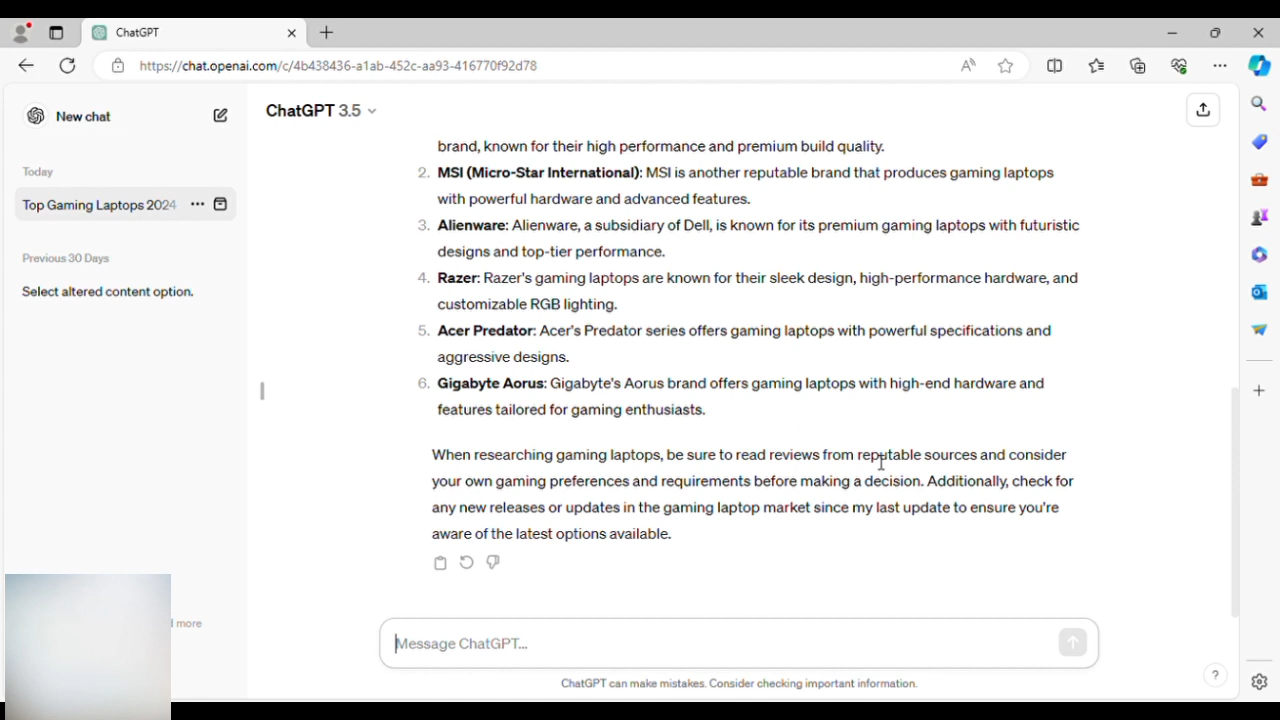 ChatGPT
https://chat.openai.com/c/4b438436-a1ab-452c-aa93-416770f92d78
New chat
Today
Top Gaming Laptops 2024
Previous 30 Days
Select altered content option.
more
ChatGPT 3.5
brand, known for their high performance and premium build quality.
2. MSI (Micro-Star International): MSI is another reputable brand that produces gaming laptops
with powerful hardware and advanced features.
3. Alienware: Alienware, a subsidiary of Dell, is known for its premium gaming laptops with futuristic
designs and top-tier performance.
4. Razer: Razer's gaming laptops are known for their sleek design, high-performance hardware, and
customizable RGB lighting.
5. Acer Predator: Acer's Predator series offers gaming laptops with powerful specifications and
aggressive designs.
6. Gigabyte Aorus: Gigabyte's Aorus brand offers gaming laptops with high-end hardware and
features tailored for gaming enthusiasts.
When researching gaming laptops, be sure to read reviews from reputable sources and consider
your own gaming preferences and requirements before making a decision. Additionally, check for
any new releases or updates in the gaming laptop market since my last update to ensure you're
aware of the latest options available.
Message ChatGPT...
ChatGPT can make mistakes. Consider checking important information.
?